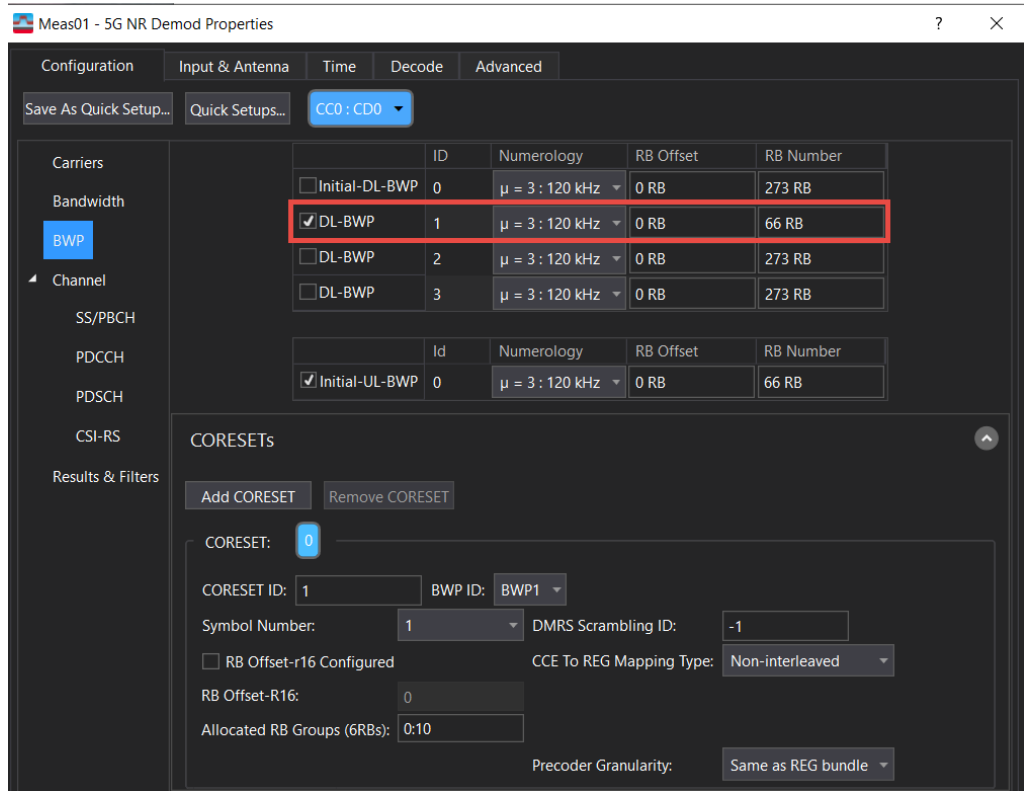 Meas01 - 5G NR Demod Properties ? ×
Configuration Input & Antenna Time Decode Advanced
Save As Quick Setup... Quick Setups... CC0 : CD0
ID Numerology RB Offset RB Number
Carriers
Initial-DL-BWP 0 μ = 3 : 120 kHz 0 RB 273 RB
Bandwidth
DL-BWP 1 μ = 3 : 120 kHz 0 RB 66 RB
BWP
DL-BWP 2 μ = 3 : 120 kHz 0 RB 273 RB
Channel
DL-BWP 3 μ = 3 : 120 kHz 0 RB 273 RB
SS/PBCH
Id Numerology RB Offset RB Number
PDCCH
Initial-UL-BWP 0 μ = 3 : 120 kHz 0 RB 66 RB
PDSCH
CSI-RS
CORESETs
Results & Filters
Add CORESET Remove CORESET
CORESET: 0
CORESET ID: 1 BWP ID: BWP1
Symbol Number: 1 DMRS Scrambling ID: -1
RB Offset-r16 Configured CCE To REG Mapping Type: Non-interleaved
RB Offset-R16: 0
Allocated RB Groups (6RBs): 0:10
Precoder Granularity: Same as REG bundle